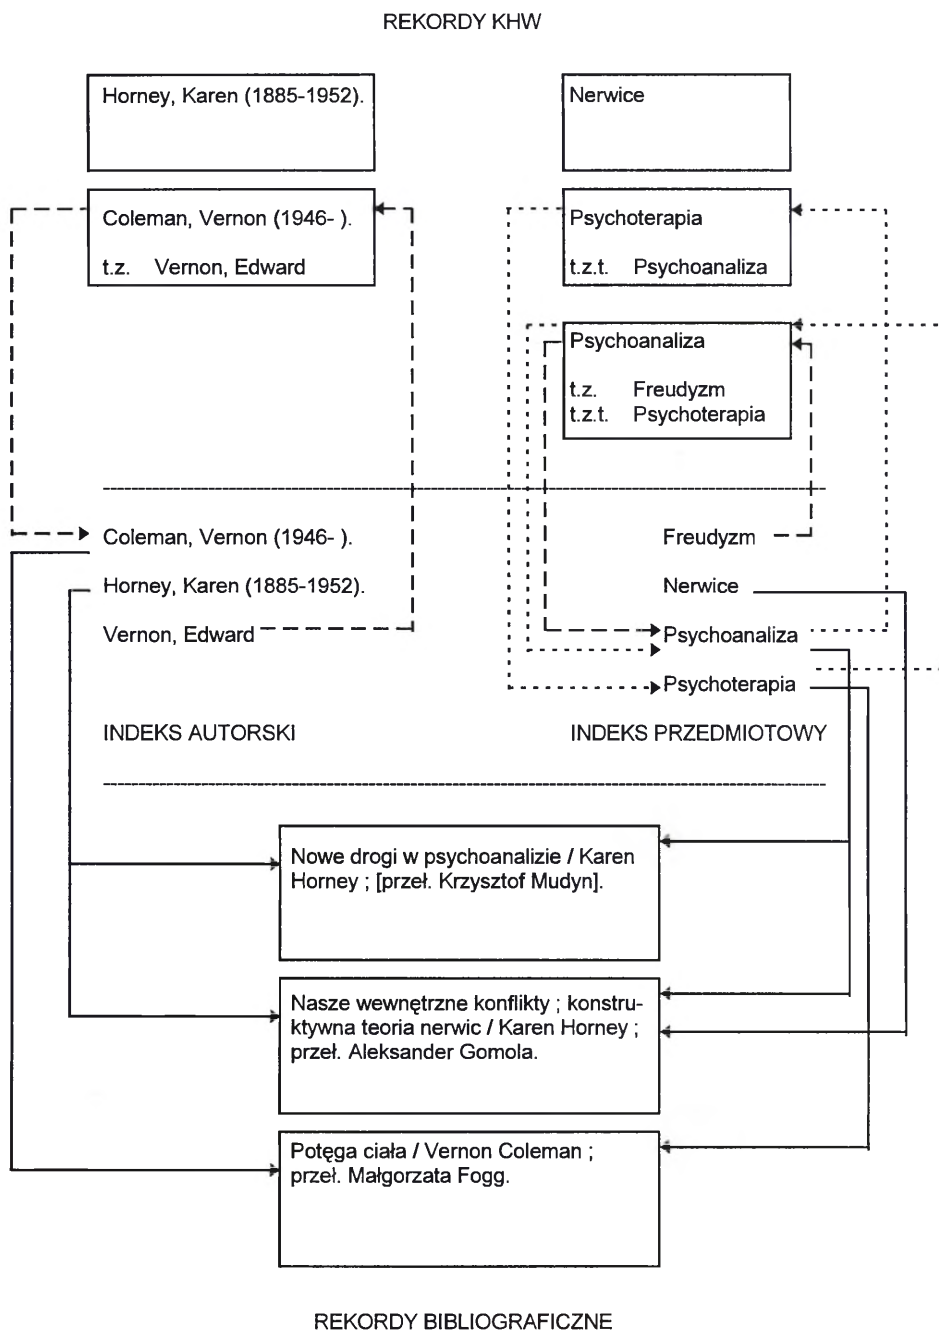 REKORDY KHW
Horney, Karen (1885-1952).
Nerwice
Coleman, Vernon (1946- ).
t.z. Vernon, Edward
Psychoterapia
t.z.t. Psychoanaliza
Psychoanaliza
t.z. Freudyzm
t.z.t. Psychoterapia
Coleman, Vernon (1946- ).
Horney, Karen (1885-1952).
Vernon, Edward
INDEKS AUTORSKI
Freudyzm
Nerwice
Psychoanaliza
Psychoterapia
INDEKS PRZEDMIOTOWY
Nowe drogi w psychoanalizie / Karen
Horney ; [przeł. Krzysztof Mudyn].
Nasze wewnętrzne konflikty ; konstru-
ktywna teoria nerwic / Karen Horney ;
przeł. Aleksander Gomola.
Potęga ciała / Vernon Coleman ;
przeł. Małgorzata Fogg.
REKORDY BIBLIOGRAFICZNE